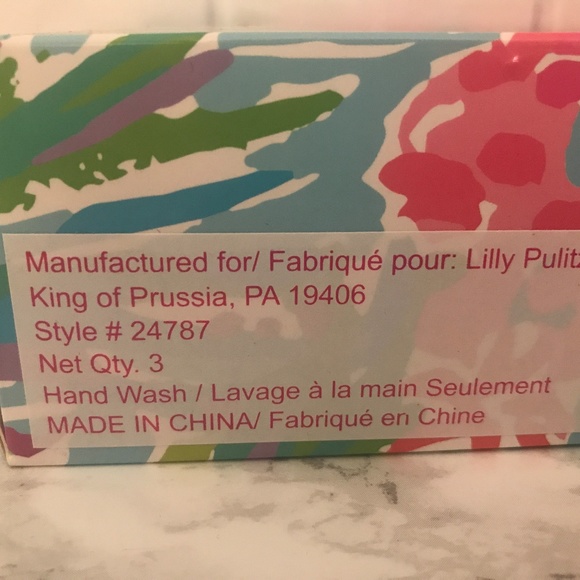 Manufactured for/ Fabriqué pour: Lilly Pulitz
King of Prussia, PA 19406
Style # 24787
Net Qty. 3
Hand Wash / Lavage à la main Seulement
MADE IN CHINA/ Fabriqué en Chine